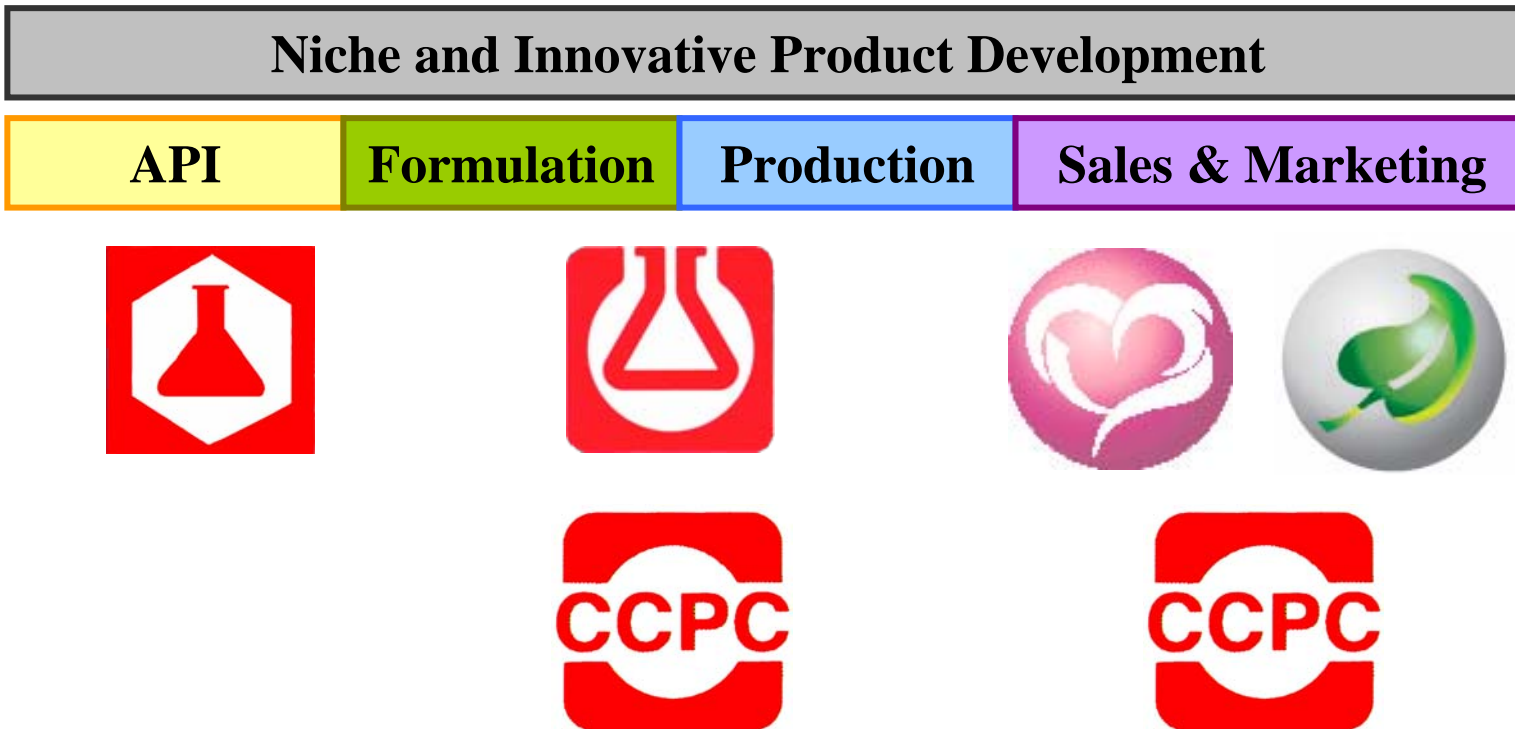 Niche and Innovative Product Development
API Formulation Production Sales & Marketing
CCPC CCPC